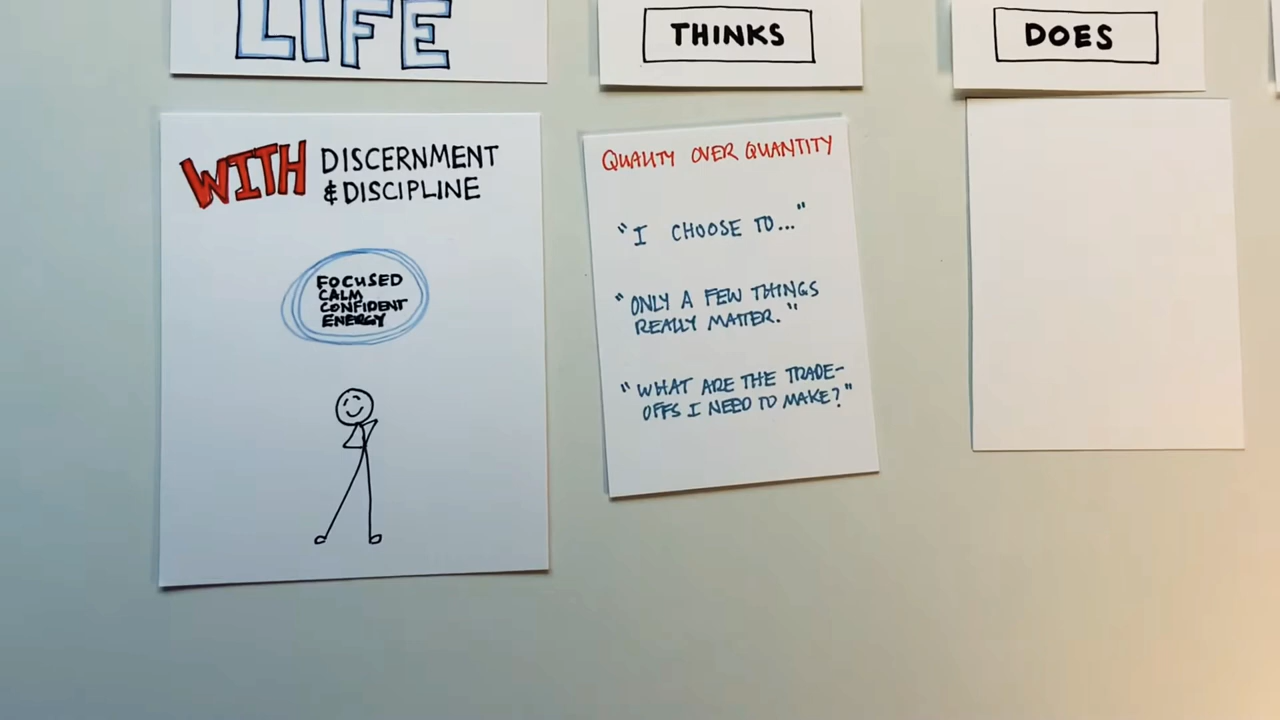 LIFE
THINKS
DOES
WITH DISCERNMENT
& DISCIPLINE
FOCUSED
CALM
CONFIDENT
ENERGY
QUALITY OVER QUANTITY
"I CHOOSE TO..."
"ONLY A FEW THINGS
REALLY MATTER."
"WHAT ARE THE TRADE-
OFFS I NEED TO MAKE?"